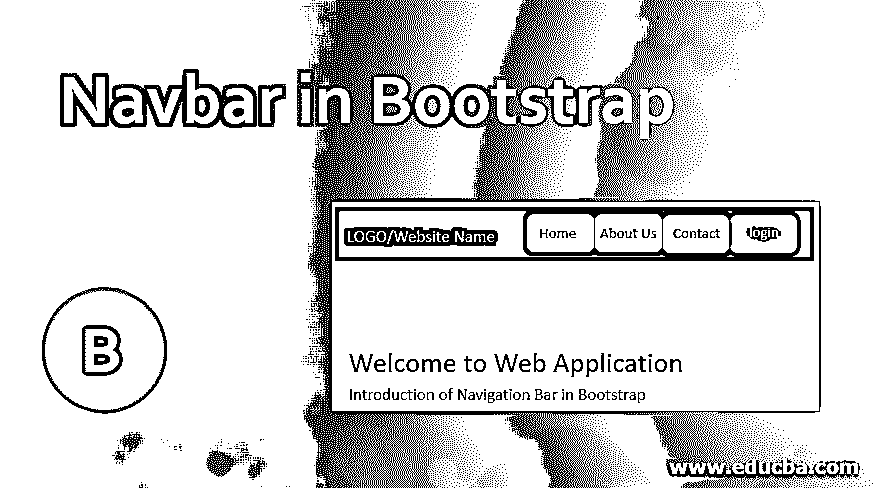 Navbar in Bootstrap
LOGO/Website Name Home About Us Contact login
B
Welcome to Web Application
Introduction of Navigation Bar in Bootstrap
www.educba.com